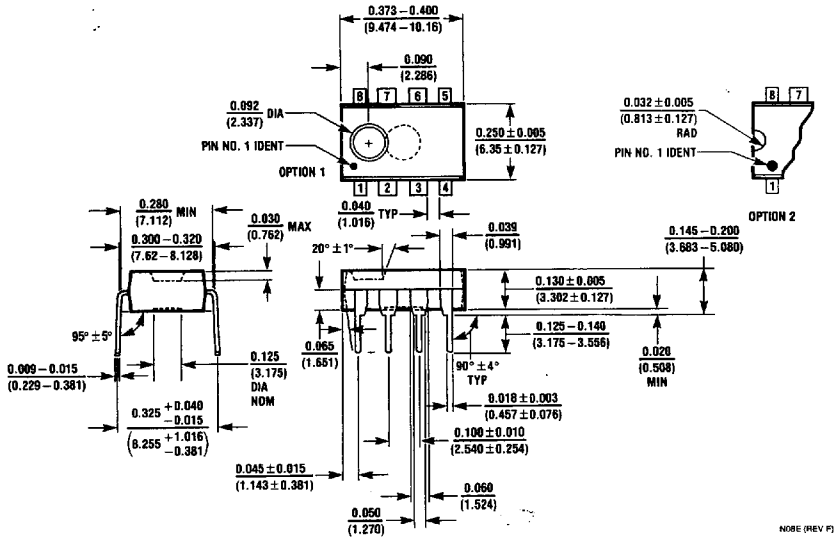 0.373–0.400
(9.474–10.16)
0.090
(2.286)
8 7 6 5
0.092 DIA
(2.337)
PIN NO. 1 IDENT
OPTION 1
0.250 ± 0.005
(6.35 ± 0.127)
1 2 3 4
0.032 ± 0.005
(0.813 ± 0.127)
RAD
PIN NO. 1 IDENT
8 7
1
OPTION 2
0.280 MIN
(7.112)
0.300–0.320
(7.62–8.128)
0.030 MAX
(0.762)
0.040 TYP
(1.016)
20° ± 1°
0.039
(0.991)
0.145–0.200
(3.683–5.080)
0.130 ± 0.005
(3.302 ± 0.127)
0.125–0.140
(3.175–3.556)
0.020
(0.508)
MIN
95° ± 5°
0.009–0.015
(0.229–0.381)
0.125
(3.175)
DIA
NOM
0.065
(1.651)
90° ± 4°
TYP
0.018 ± 0.003
(0.457 ± 0.076)
0.325 +0.040
–0.015
(8.255 +1.016
–0.381)
0.100 ± 0.010
(2.540 ± 0.254)
0.045 ± 0.015
(1.143 ± 0.381)
0.060
(1.524)
0.050
(1.270)
N08E (REV F)